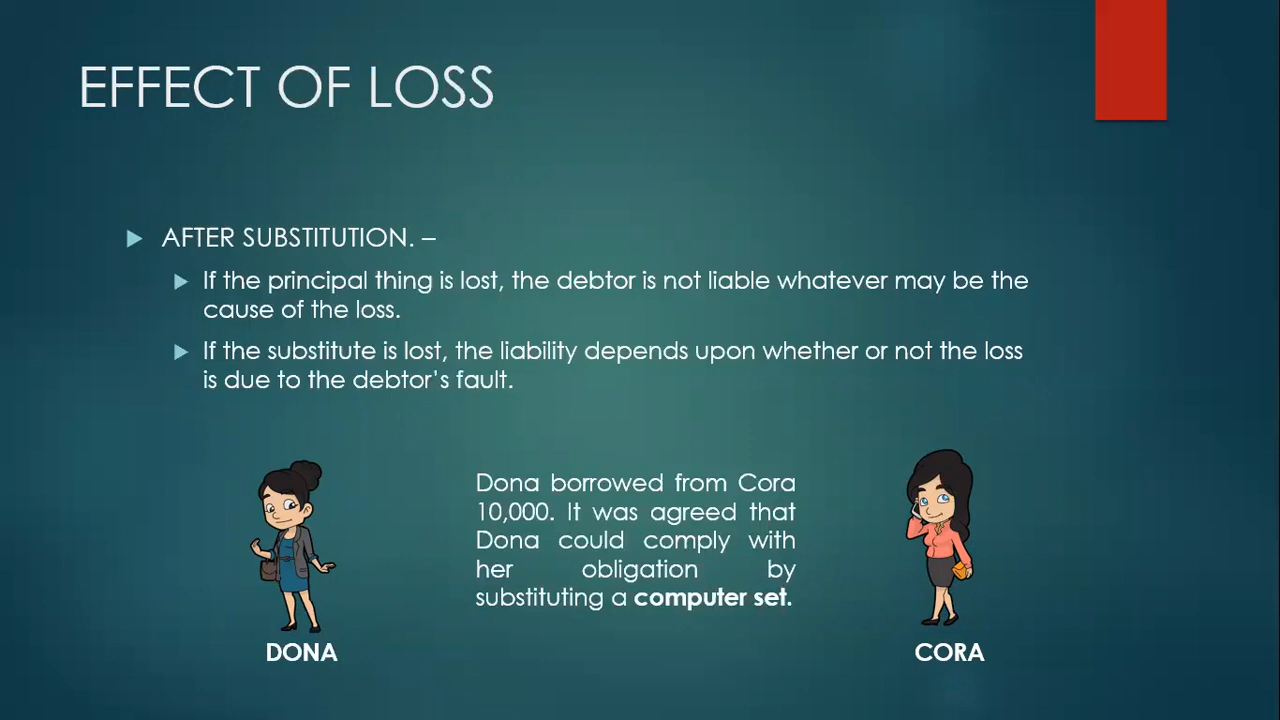 EFFECT OF LOSS
AFTER SUBSTITUTION. –
If the principal thing is lost, the debtor is not liable whatever may be the
cause of the loss.
If the substitute is lost, the liability depends upon whether or not the loss
is due to the debtor's fault.
Dona borrowed from Cora
10,000. It was agreed that
Dona could comply with
her obligation by
substituting a computer set.
DONA
CORA